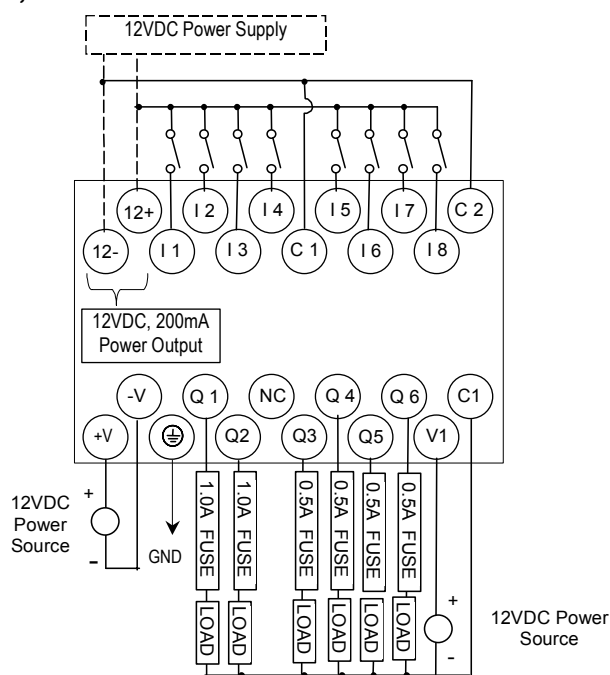 )
12VDC Power Supply
12+
I 2
I 4
I 5
I 7
C 2
12-
I 1
I 3
C 1
I 6
I 8
12VDC, 200mA
Power Output
-V
Q 1
NC
Q 4
Q 6
C1
+V
Q2
Q3
Q5
V1
12VDC
Power
Source
+
-
GND
1.0A FUSE
1.0A FUSE
0.5A FUSE
0.5A FUSE
0.5A FUSE
0.5A FUSE
LOAD
LOAD
LOAD
LOAD
LOAD
LOAD
+
-
12VDC Power
Source